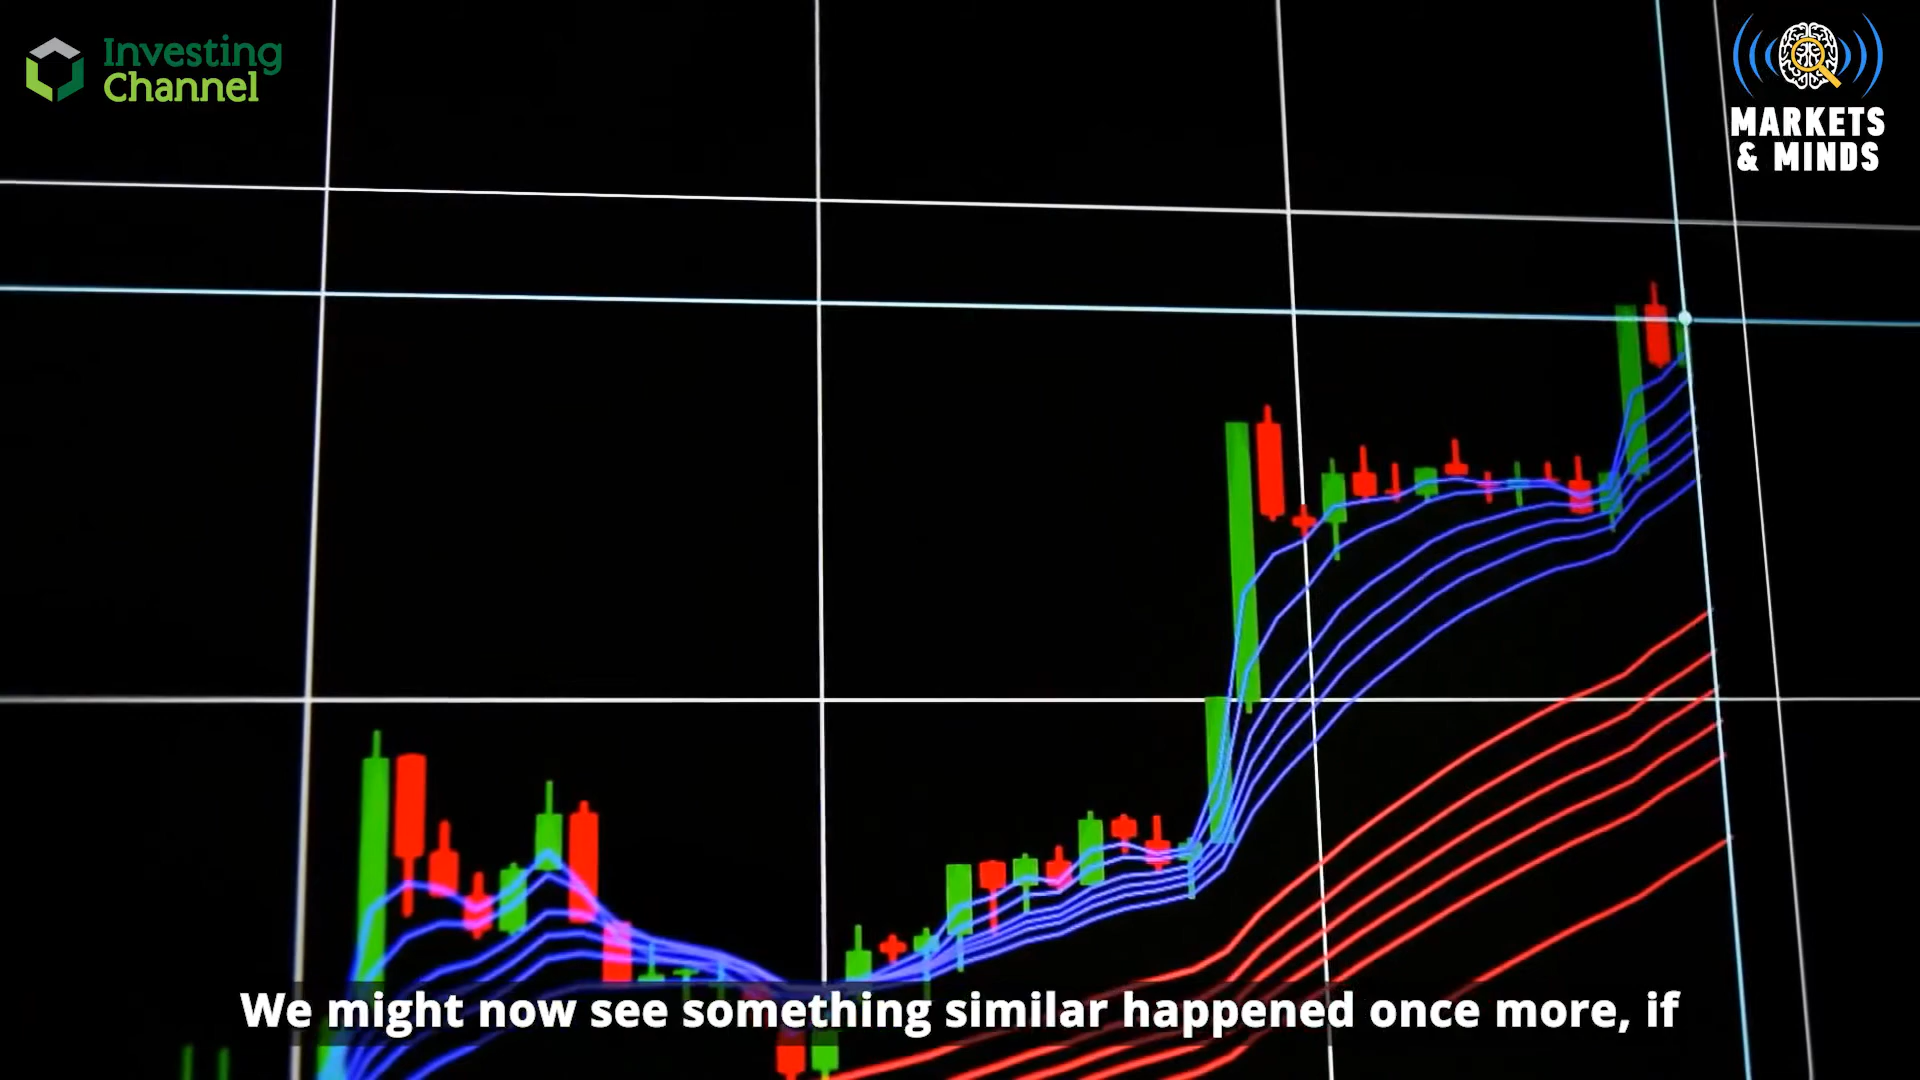 Investing
Channel
MARKETS
& MINDS
We might now see something similar happened once more, if